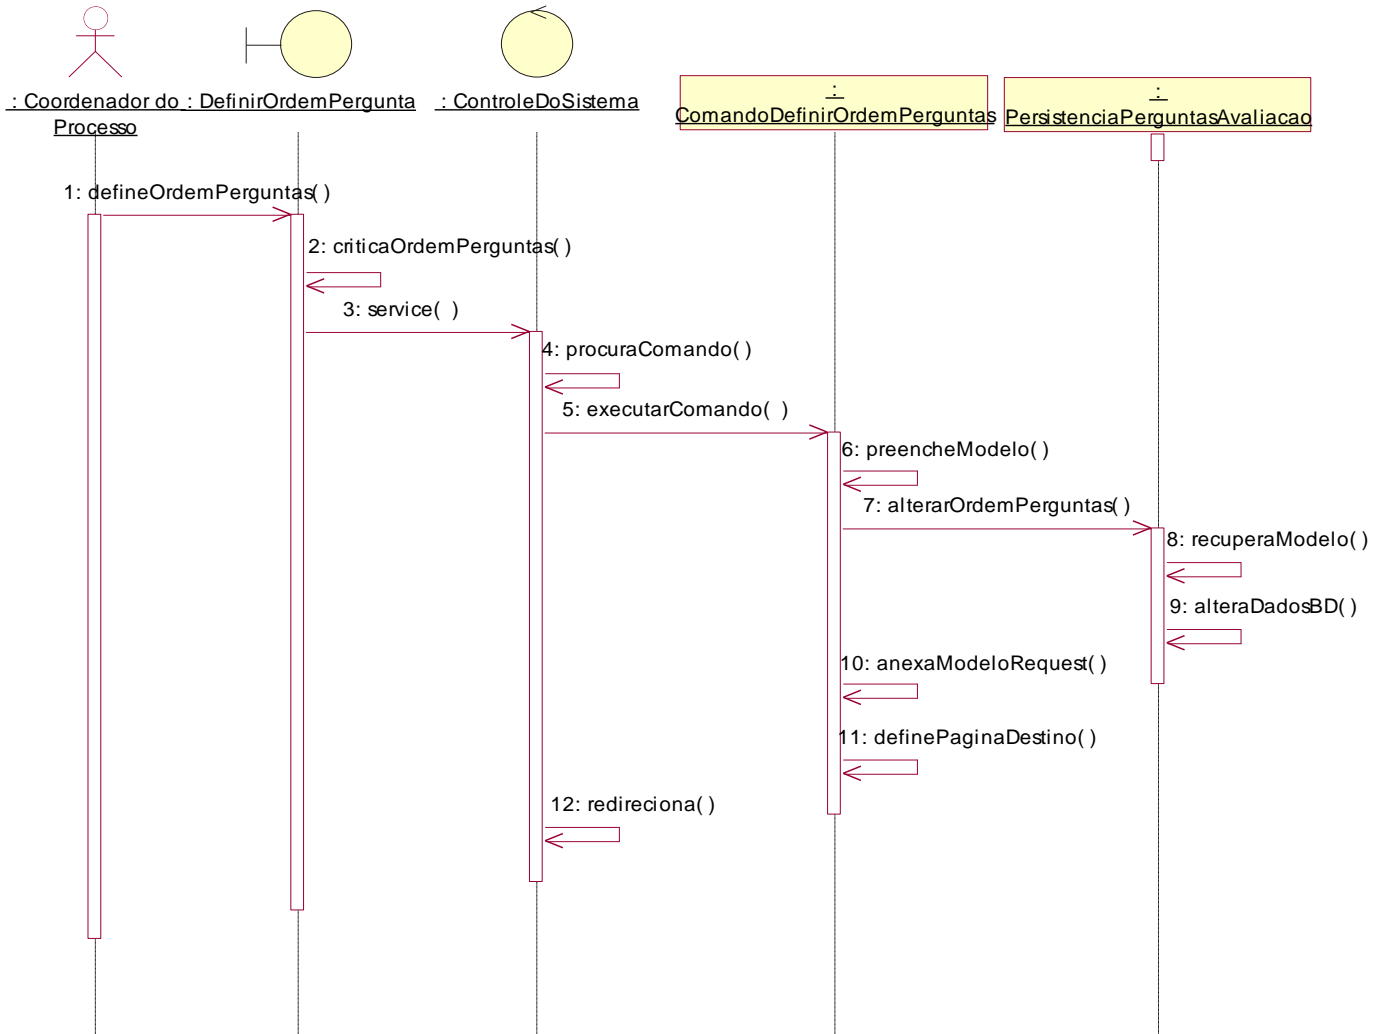 : Coordenador do
Processo
: DefinirOrdemPergunta
: ControleDoSistema
:
ComandoDefinirOrdemPerguntas
:
PersistenciaPerguntasAvaliacao
1: defineOrdemPerguntas( )
2: criticaOrdemPerguntas( )
3: service(  )
4: procuraComando( )
5: executarComando(  )
6: preencheModelo( )
7: alterarOrdemPerguntas( )
8: recuperaModelo( )
9: alteraDadosBD( )
10: anexaModeloRequest( )
11: definePaginaDestino( )
12: redireciona( )